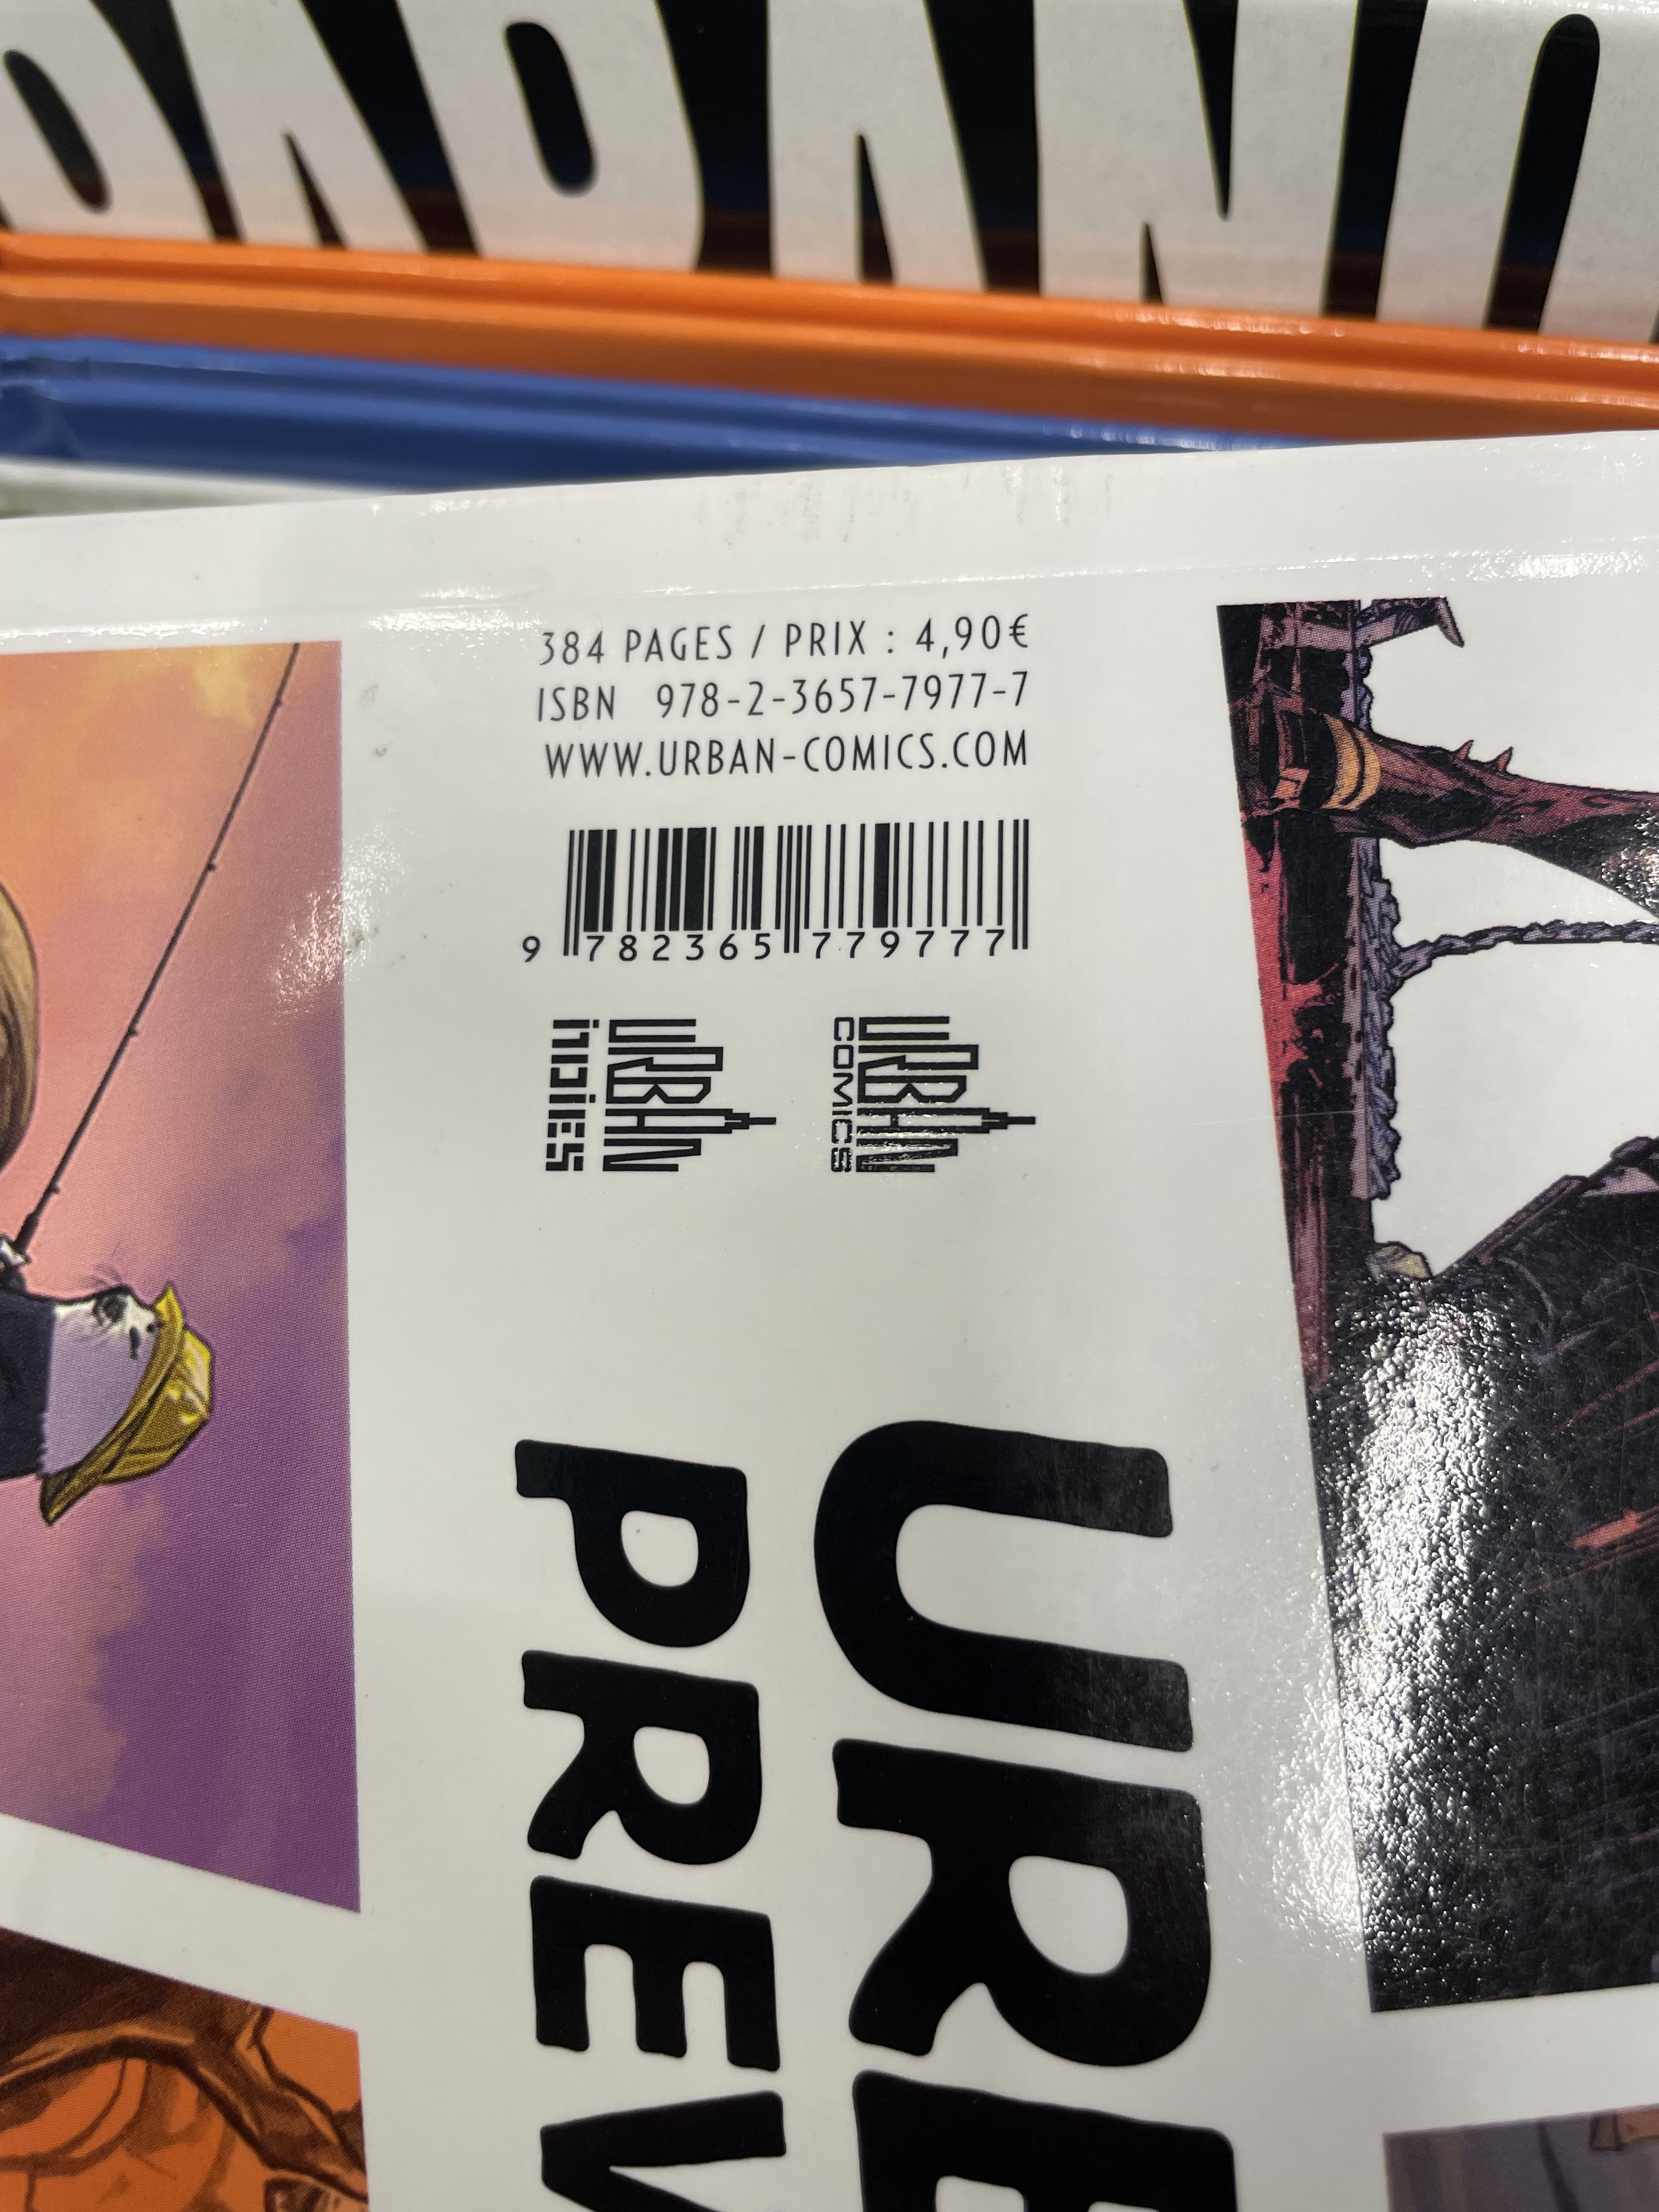 384 PAGES / PRIX : 4,90€
ISBN 978-2-3657-7977-7
WWW.URBAN-COMICS.COM
9 782365 779777
URBAN
COMICS
URBAN
INDIES
URB
PREV